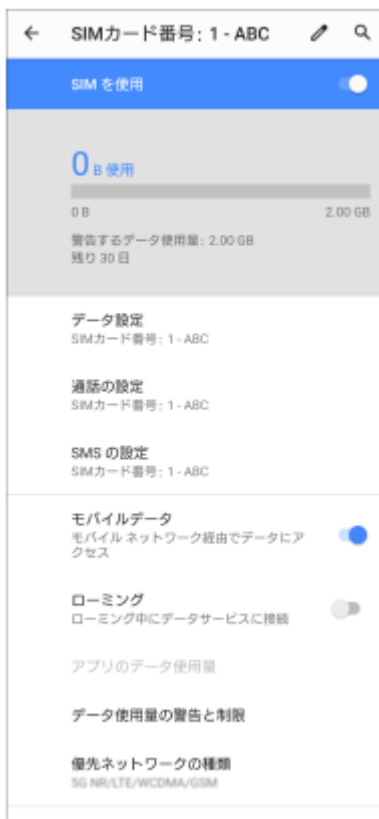 SIMカード番号: 1 - ABC
SIM を使用
0 B 使用
0 B 2.00 GB
警告するデータ使用量: 2.00 GB
残り 30 日
データ設定
SIMカード番号: 1 - ABC
通話の設定
SIMカード番号: 1 - ABC
SMS の設定
SIMカード番号: 1 - ABC
モバイルデータ
モバイル ネットワーク経由でデータにア
クセス
ローミング
ローミング中にデータサービスに接続
アプリのデータ使用量
データ使用量の警告と制限
優先ネットワークの種類
5G NR/LTE/WCDMA/GSM